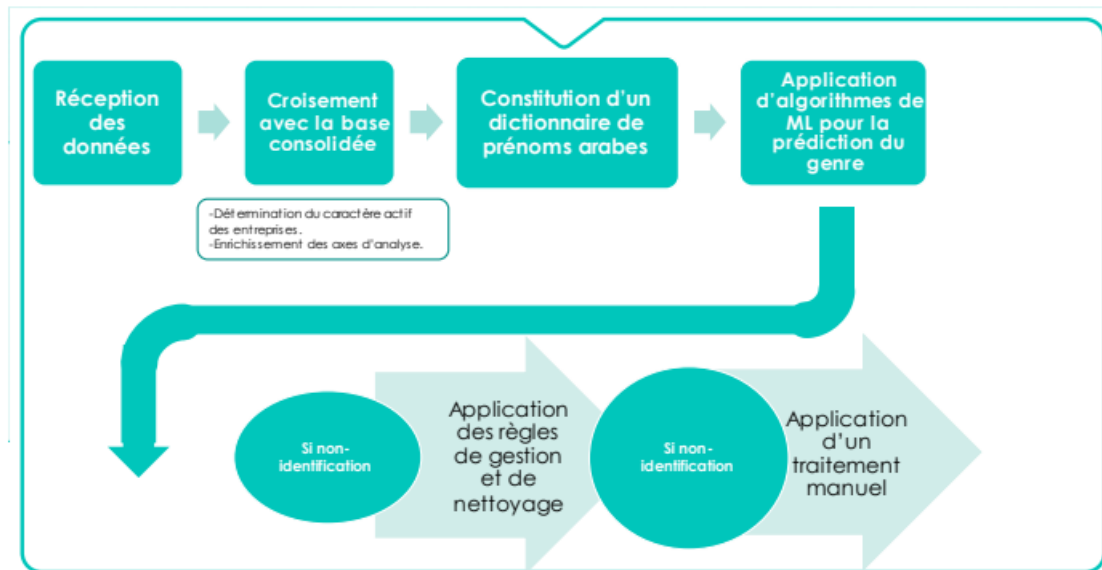 Réception
des
données
Croisement
avec la base
consolidée
Constitution d'un
dictionnaire de
prénoms arabes
Application
d'algorithmes de
ML pour la
prédiction du
genre
-Détermination du caractère actif
des entreprises.
-Enrichissement des axes d'analyse.
Si non-
identification
Application
des règles
de gestion
et de
nettoyage
Si non-
identification
Application
d'un
traitement
manuel